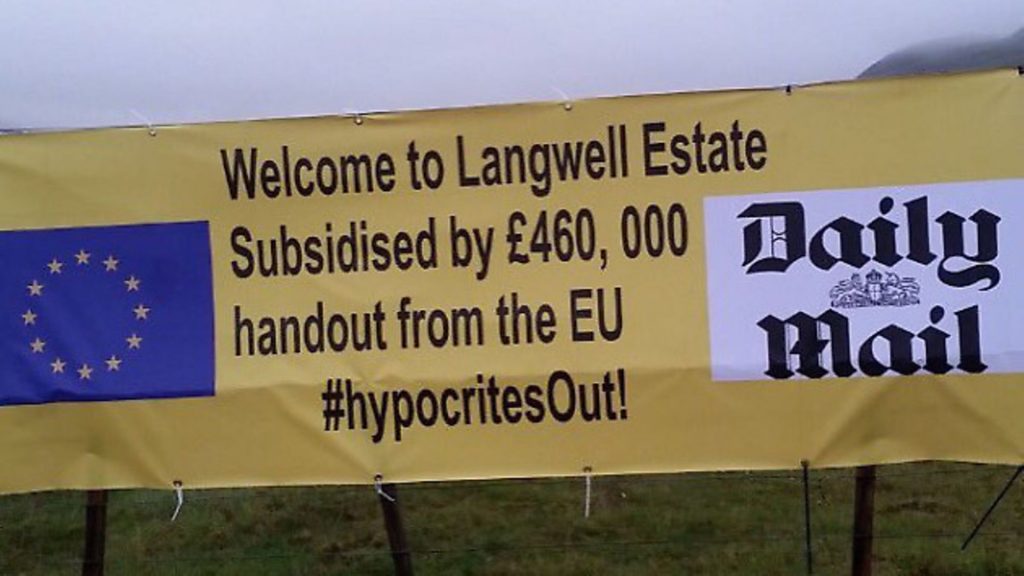 Welcome to Langwell Estate
Subsidised by £460, 000
handout from the EU
#hypocritesOut!
Daily
Mail